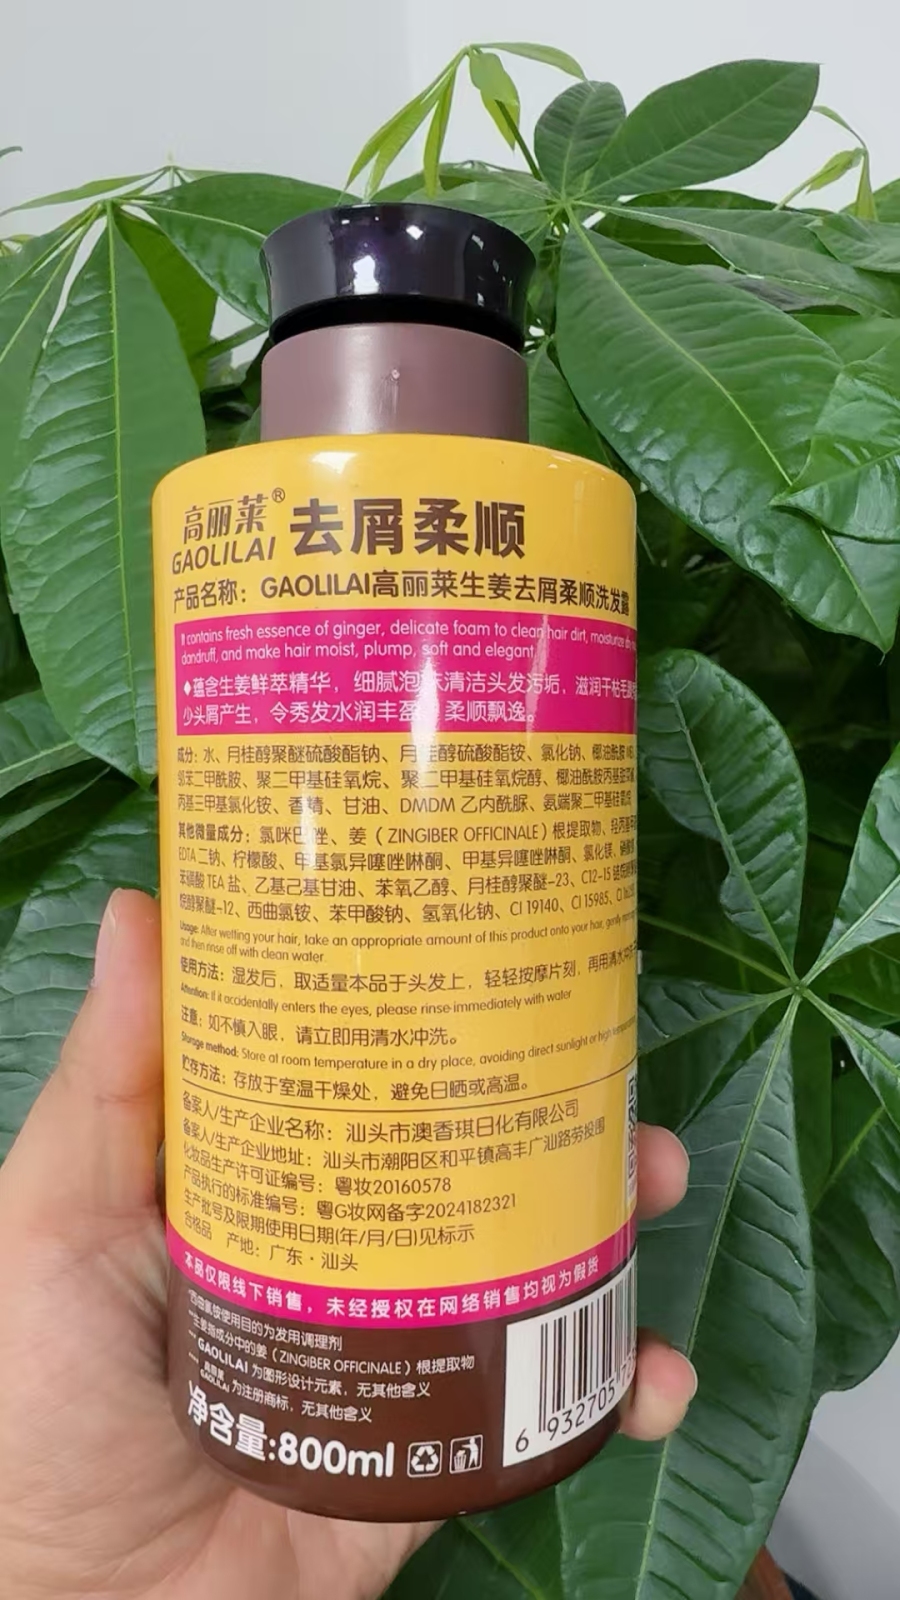 高丽莱®
GAOLILAI
去屑柔顺
产品名称：GAOLILAI高丽莱生姜去屑柔顺洗发露
It contains fresh essence of ginger, delicate foam to clean hair dirt, moisturize
dandruff, and make hair moist, plump, soft and elegant.
◆蕴含生姜鲜萃精华，细腻泡沫清洁头发污垢，滋润干枯毛
少头屑产生，令秀发水润丰盈 柔顺飘逸。
成分：水、月桂醇聚醚硫酸酯钠、月桂醇硫酸酯铵、氯化钠、椰油酰胺
邻苯二甲酰胺、聚二甲基硅氧烷、聚二甲基硅氧烷醇、椰油酰胺丙基
丙基三甲基氯化铵、香精、甘油、DMDM 乙内酰脲、氨端聚二甲基硅氧烷
其他微量成分：氯咪巴唑、姜（ZINGIBER OFFICINALE）根提取物、羟丙基
EDTA 二钠、柠檬酸、甲基氯异噻唑啉酮、甲基异噻唑啉酮、氯化镁、
苯磺酸 TEA 盐、乙基己基甘油、苯氧乙醇、月桂醇聚醚-23、C12-15
醇聚醚-12、西曲氯铵、苯甲酸钠、氢氧化钠、CI 19140、CI 15985、
Usage: After wetting your hair, take an appropriate amount of this product onto your hair, gently
and then rinse off with clean water.
使用方法：湿发后，取适量本品于头发上，轻轻按摩片刻，再用清水冲
Attention: If it accidentally enters the eyes, please rinse immediately with water
注意：如不慎入眼，请立即用清水冲洗。
Storage method: Store at room temperature in a dry place, avoiding direct sunlight or high
贮存方法：存放于室温干燥处，避免日晒或高温。
备案人/生产企业名称：汕头市澳香琪日化有限公司
备案人/生产企业地址：汕头市潮阳区和平镇高丰广汕路劳投围
化妆品生产许可证编号：粤妆20160578
产品执行的标准编号：粤G妆网备字2024182321
生产批号及限期使用日期(年/月/日)见标示
合格品 产地：广东·汕头
本品仅限线下销售，未经授权在网络销售均视为假货
西曲氯铵使用目的为发用调理剂
生姜指成分中的姜（ZINGIBER OFFICINALE）根提取物
GAOLILAI 为图形设计元素，无其他含义
高丽莱 GAOLILAI 为注册商标，无其他含义
净含量:800ml
6 932705